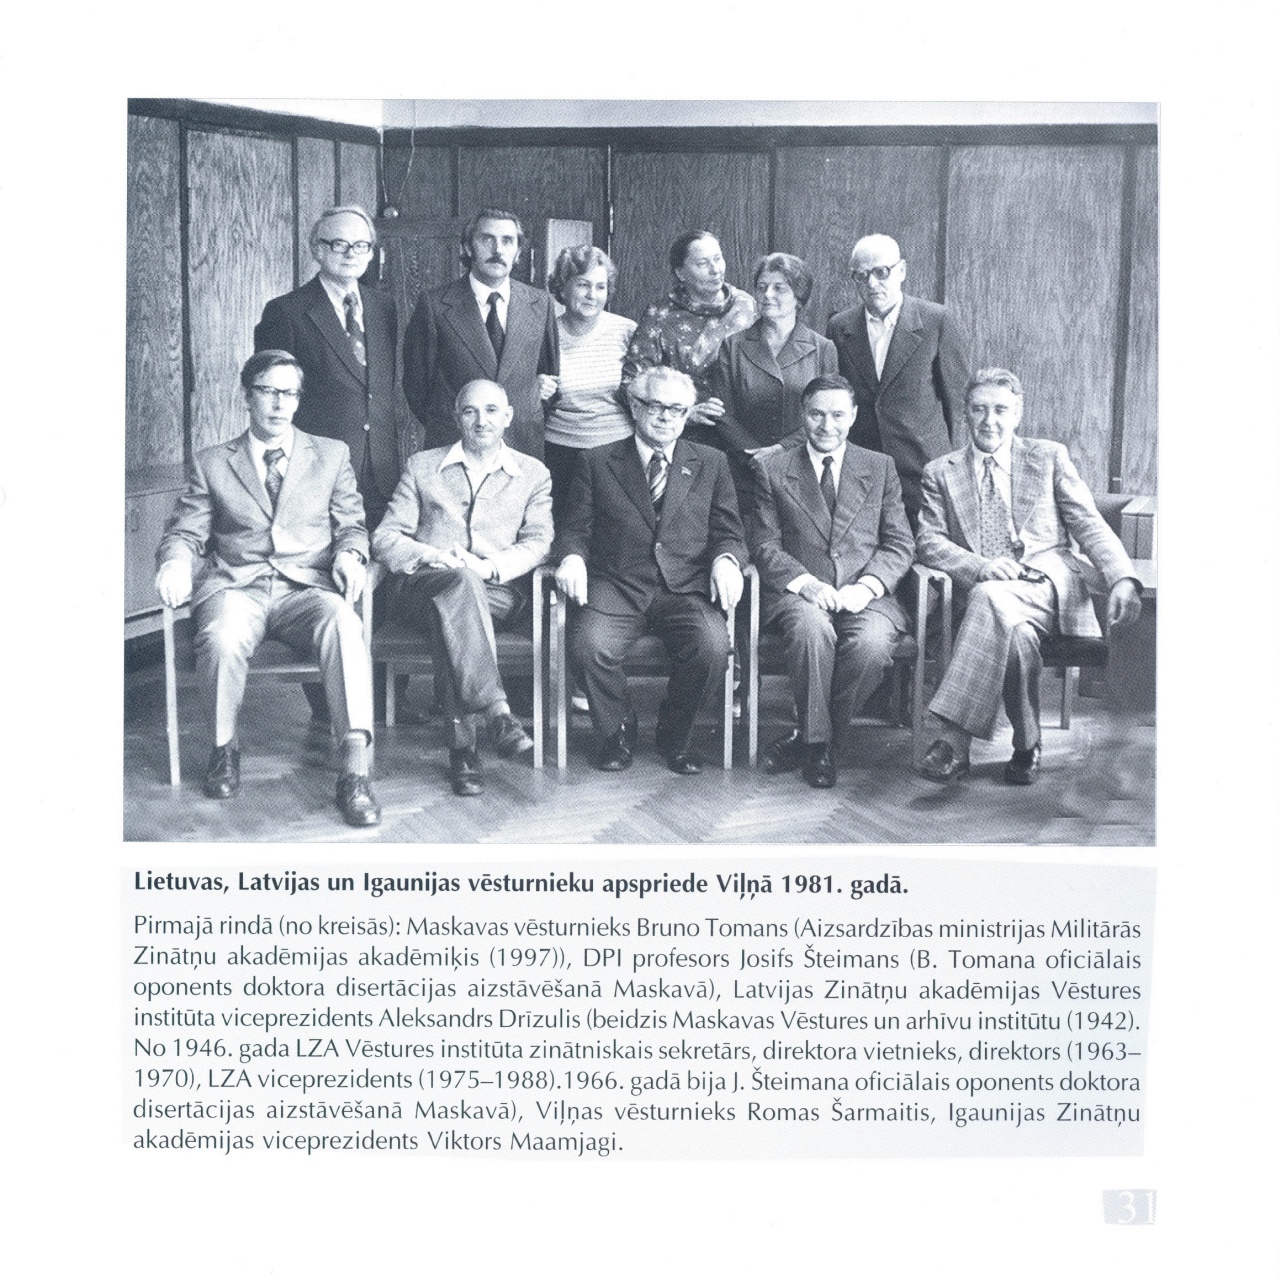 Lietuvas, Latvijas un Igaunijas vēsturnieku apspriede Viļņā 1981. gadā.
Pirmajā rindā (no kreisās): Maskavas vēsturnieks Bruno Tomans (Aizsardzības ministrijas Militārās
Zinātņu akadēmijas akadēmiķis (1997)), DPI profesors Josifs Šteimans (B. Tomana oficiālais
oponents doktora disertācijas aizstāvēšanā Maskavā), Latvijas Zinātņu akadēmijas Vēstures
institūta viceprezidents Aleksandrs Drīzulis (beidzis Maskavas Vēstures un arhīvu institūtu (1942).
No 1946. gada LZA Vēstures institūta zinātniskais sekretārs, direktora vietnieks, direktors (1963–
1970), LZA viceprezidents (1975–1988).1966. gadā bija J. Šteimana oficiālais oponents doktora
disertācijas aizstāvēšanā Maskavā), Viļņas vēsturnieks Romas Šarmaitis, Igaunijas Zinātņu
akadēmijas viceprezidents Viktors Maamjagi.
31